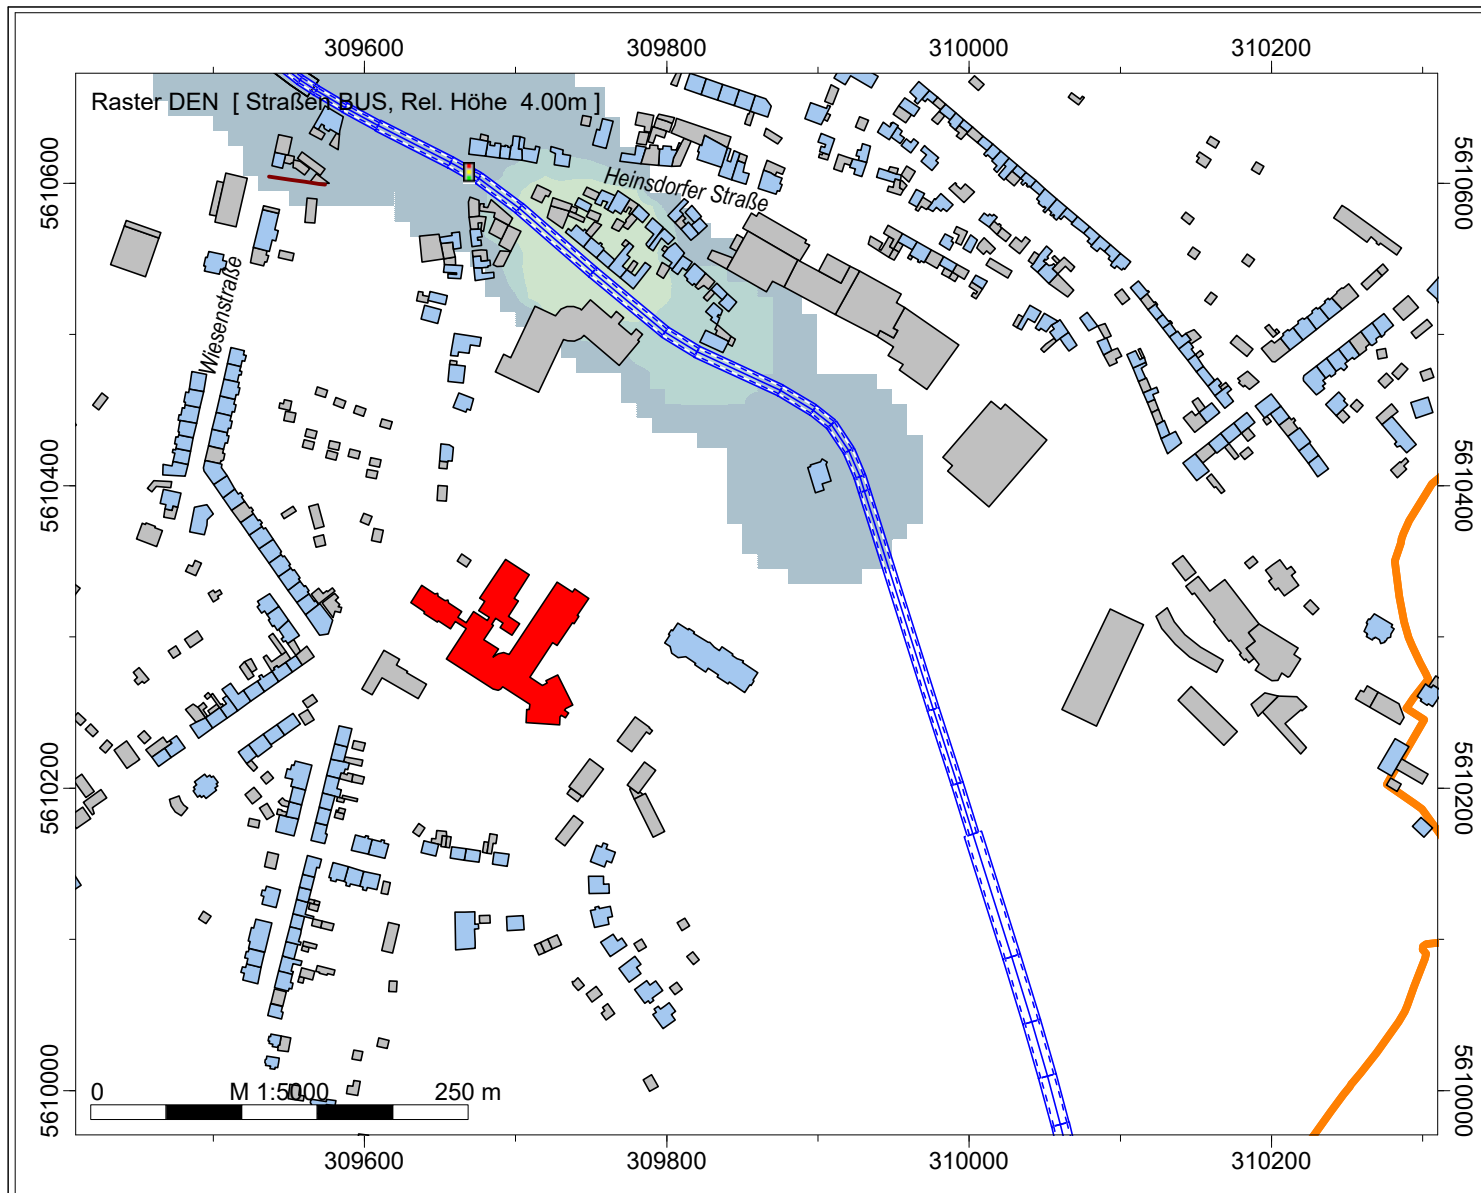 309600 309800 310000 310200
Raster DEN [ Straßen BUS, Rel. Höhe 4.00m ]
5610600 5610600
Heinsdorfer Straße
Wiesenstraße
5610400 5610400
5610200 5610200
5610000 5610000
0 M 1:5000 250 m
309600 309800 310000 310200